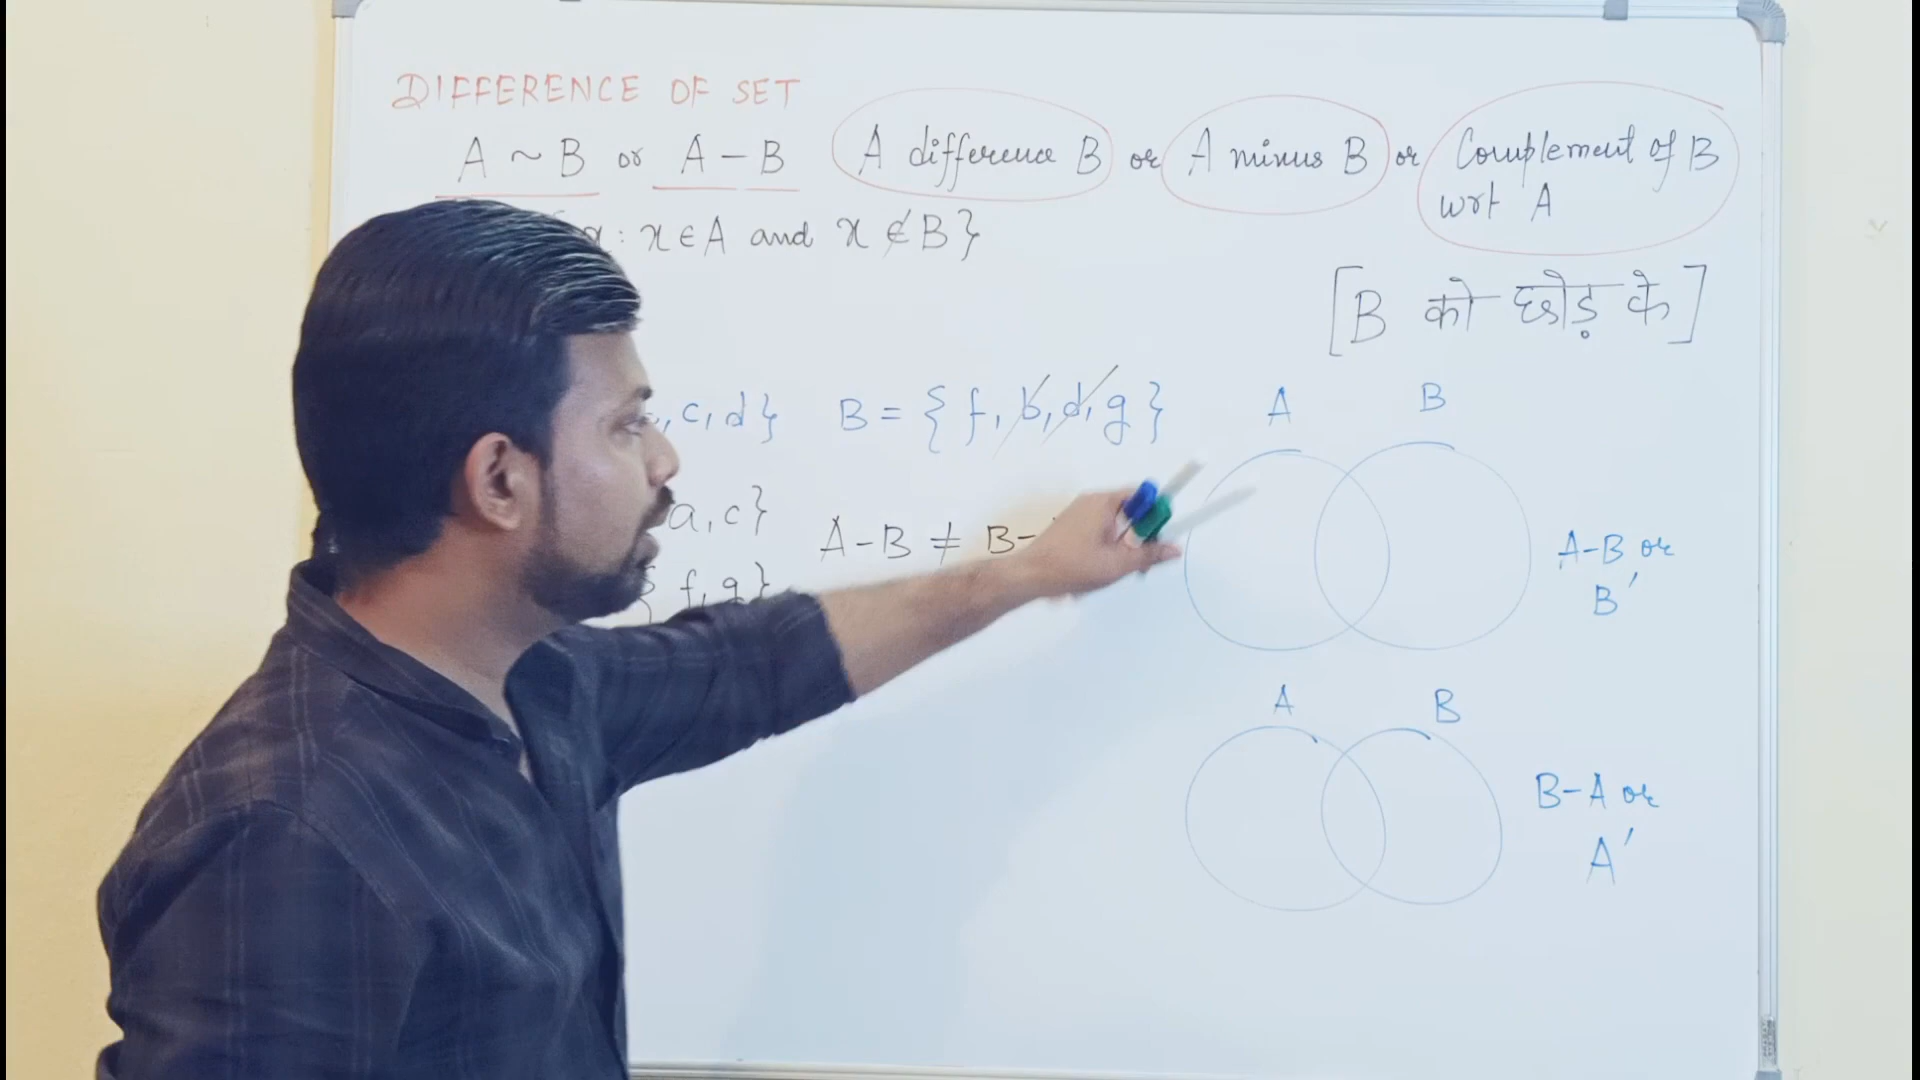 DIFFERENCE OF SET
A ~ B or A - B A difference B or A minus B or Complement of B
wrt A
x : x ∈ A and x ∉ B}
[B को छोड़ के]
, c, d} B = {f, b, d, g}
A B
a, c}
A-B ≠ B-
{f, g}
A-B or
B'
A B
B-A or
A'